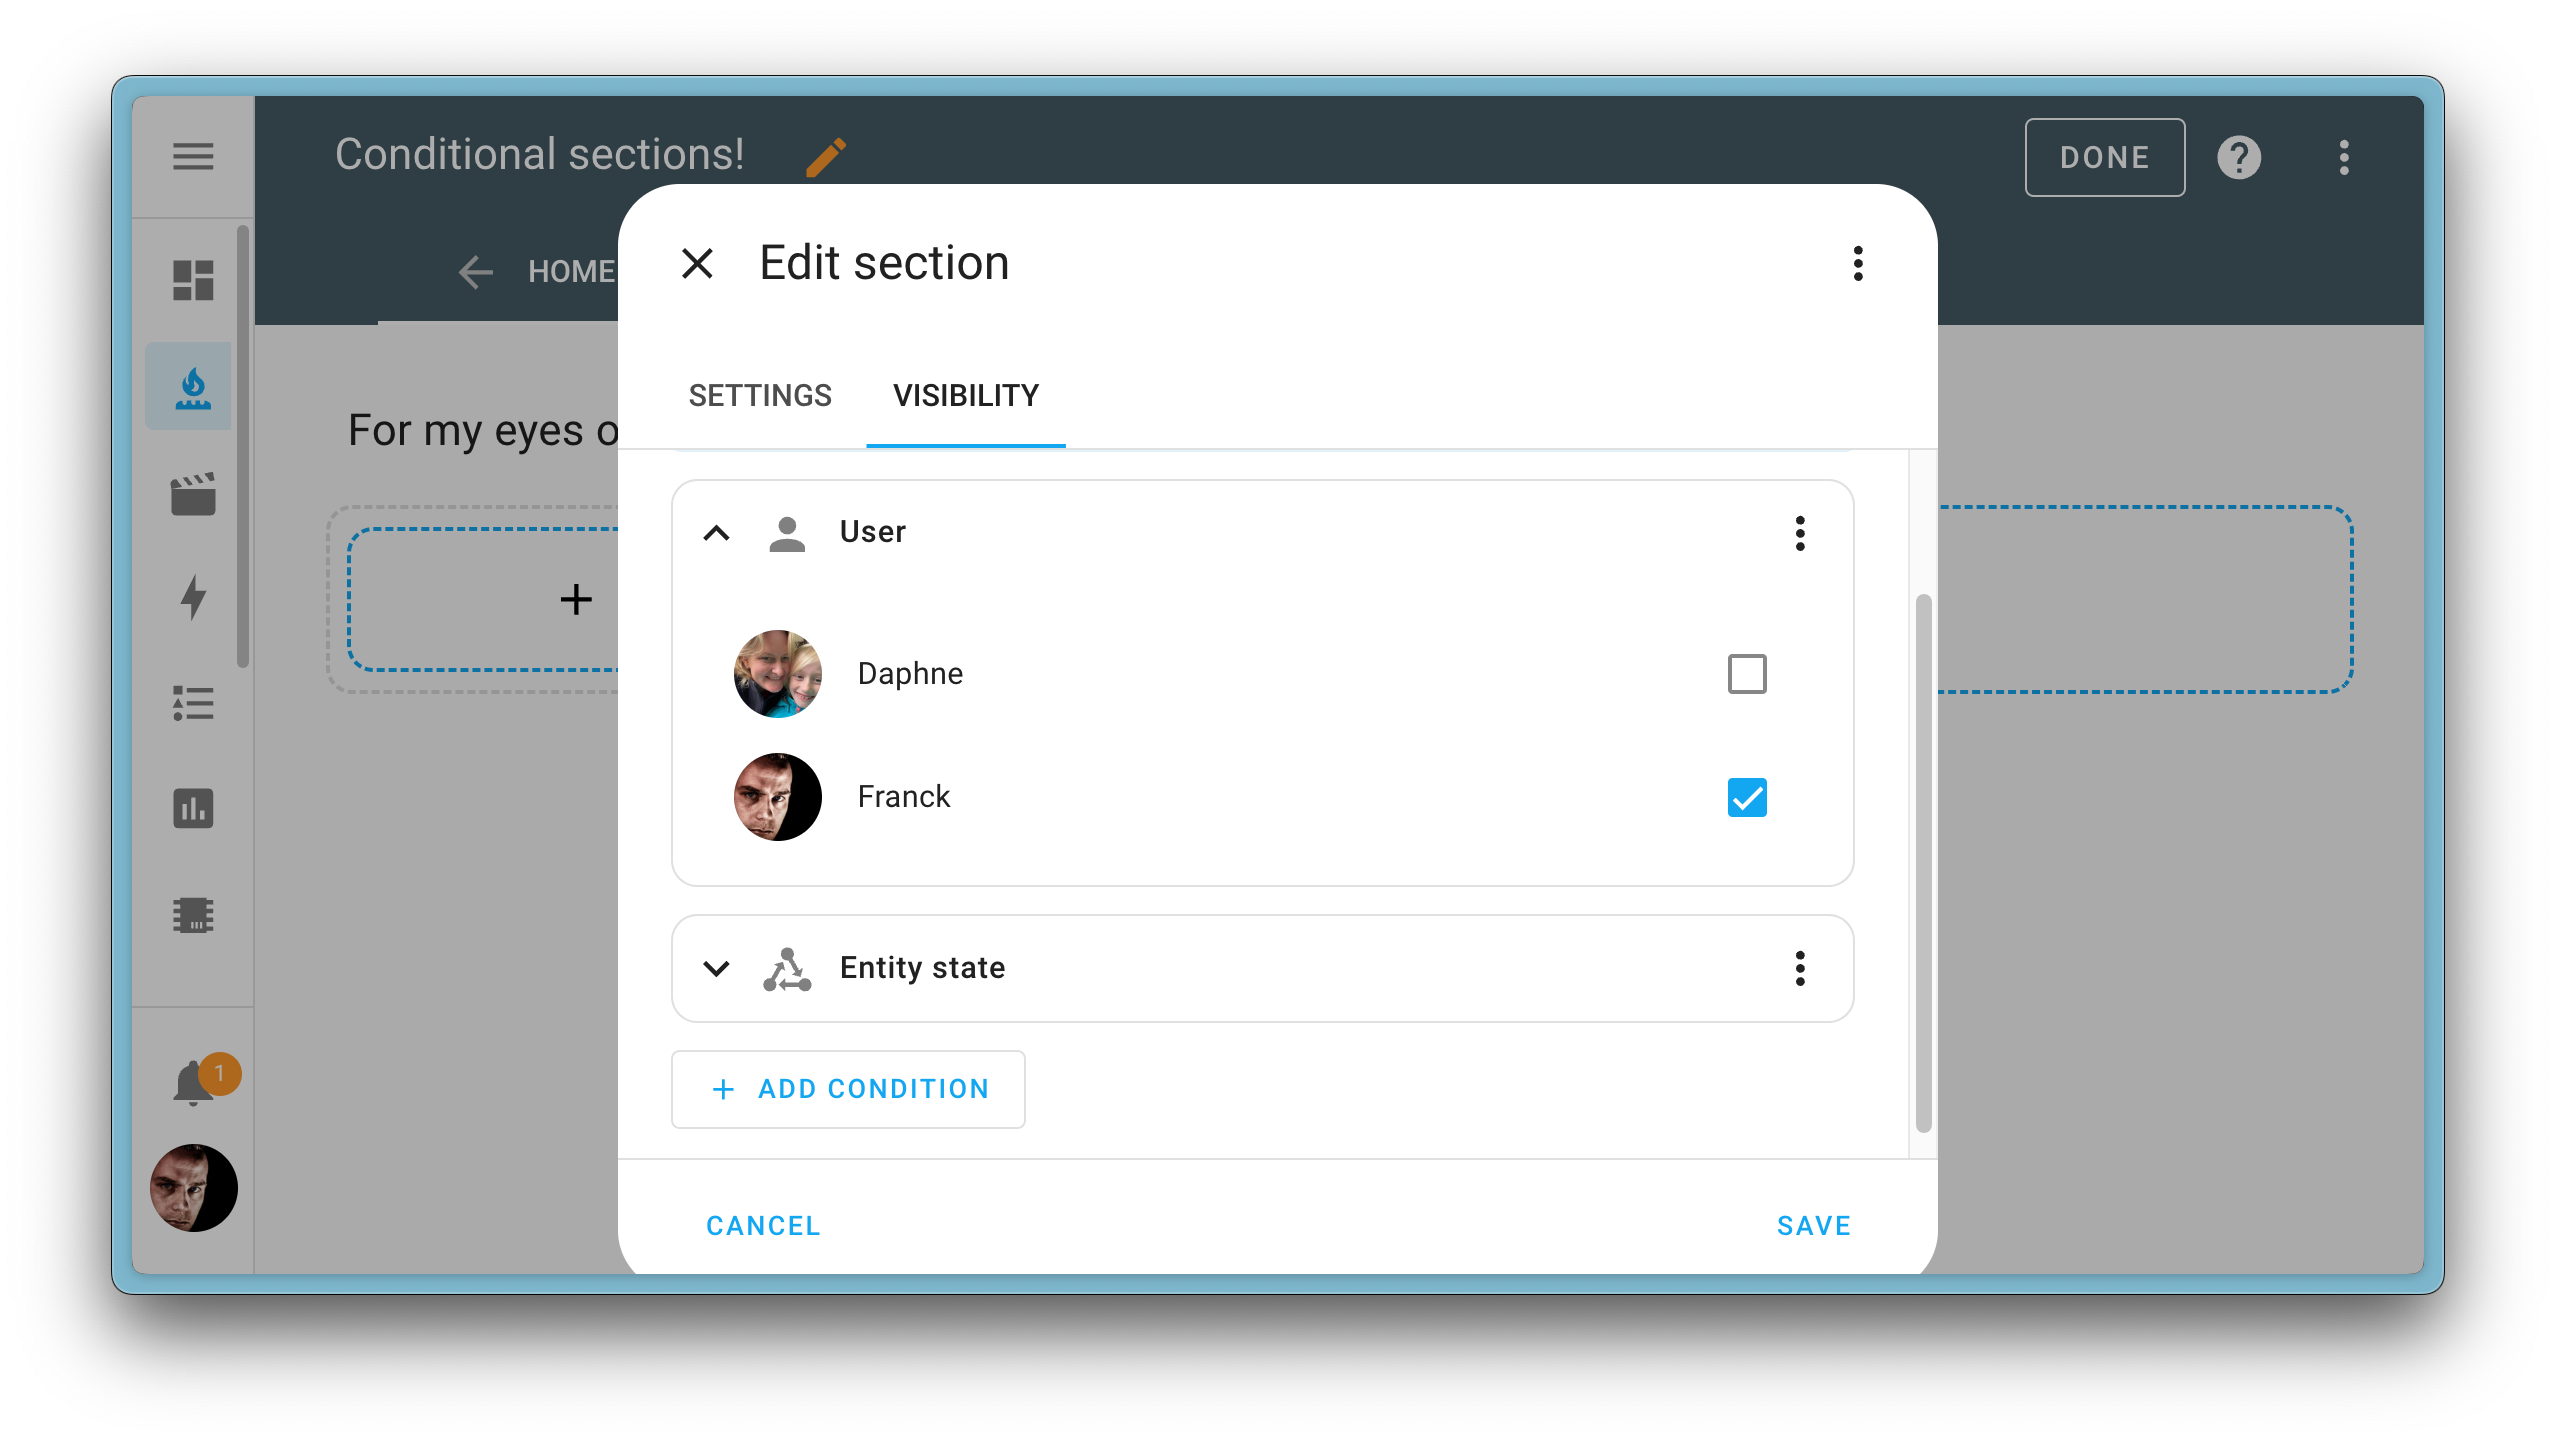 Conditional sections!
DONE
HOME
For my eyes o
Edit section
SETTINGS
VISIBILITY
User
Daphne
Franck
Entity state
ADD CONDITION
CANCEL
SAVE
1